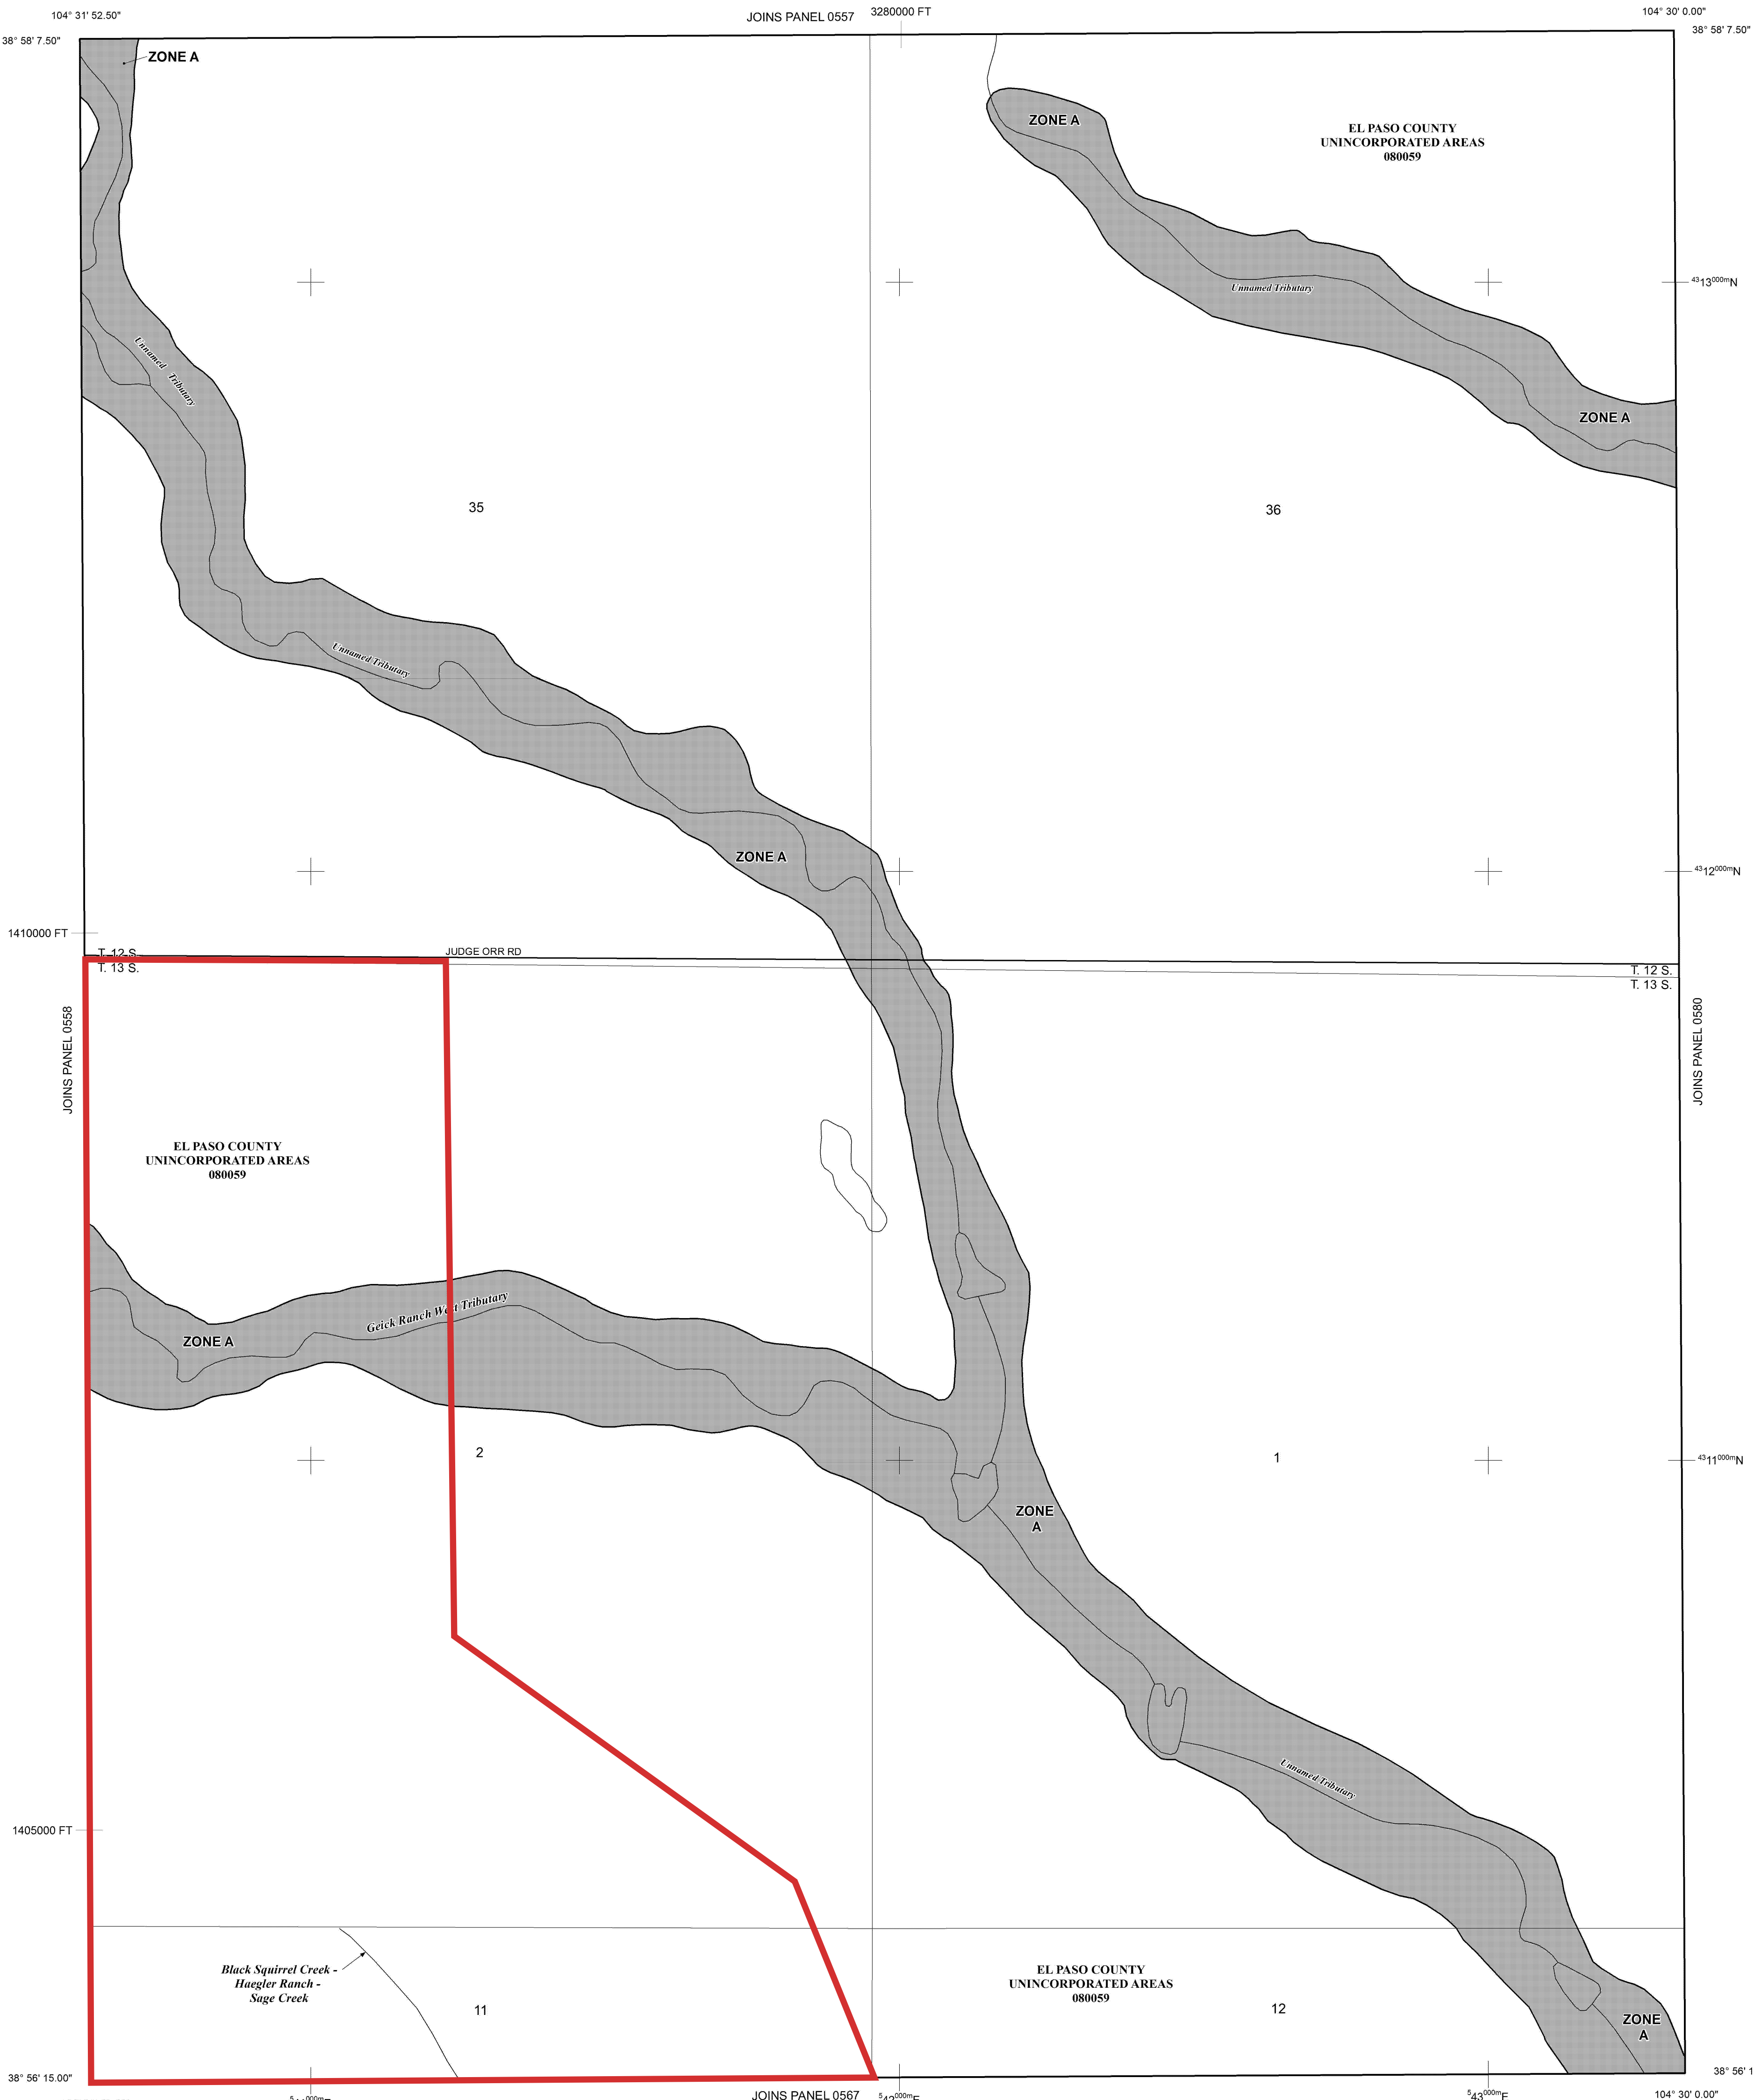 104° 31' 52.50"
JOINS PANEL 0557
3280000 FT
104° 30' 0.00"
38° 58' 7.50"
38° 58' 7.50"
ZONE A
ZONE A
EL PASO COUNTY
UNINCORPORATED AREAS
080059
4313000mN
Unnamed Tributary
Unnamed Tributary
ZONE A
35
36
Unnamed Tributary
ZONE A
4312000mN
1410000 FT
T. 12 S.
JUDGE ORR RD
T. 13 S.
T. 12 S.
T. 13 S.
JOINS PANEL 0558
JOINS PANEL 0580
EL PASO COUNTY
UNINCORPORATED AREAS
080059
Geick Ranch West Tributary
ZONE A
2
1
4311000mN
ZONE
A
Unnamed Tributary
1405000 FT
Black Squirrel Creek -
Haegler Ranch -
Sage Creek
EL PASO COUNTY
UNINCORPORATED AREAS
080059
11
12
ZONE
A
38° 56' 15.00"
38° 56' 1
JOINS PANEL 0567
542000mE
543000mE
104° 30' 0.00"